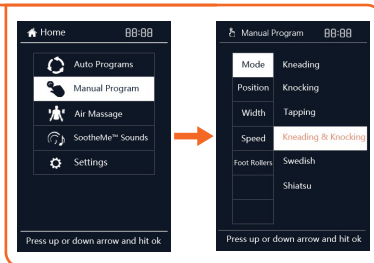 Home 88:88
Auto Programs
Manual Program
Air Massage
SootheMe™ Sounds
Settings
Press up or down arrow and hit ok
Manual Program 88:88
Mode Kneading
Position Knocking
Width Tapping
Speed Kneading & Knocking
Foot Rollers Swedish
Shiatsu
Press up or down arrow and hit ok